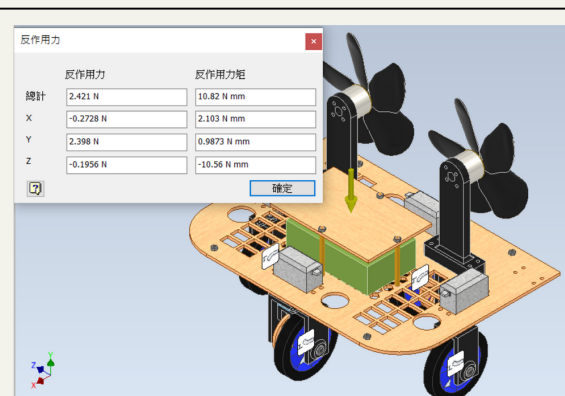 反作用力
反作用力 反作用力矩
總計 2.421 N 10.82 N mm
X -0.2728 N 2.103 N mm
Y 2.398 N 0.9873 N mm
Z -0.1956 N -10.56 N mm
確定
Z Y
X